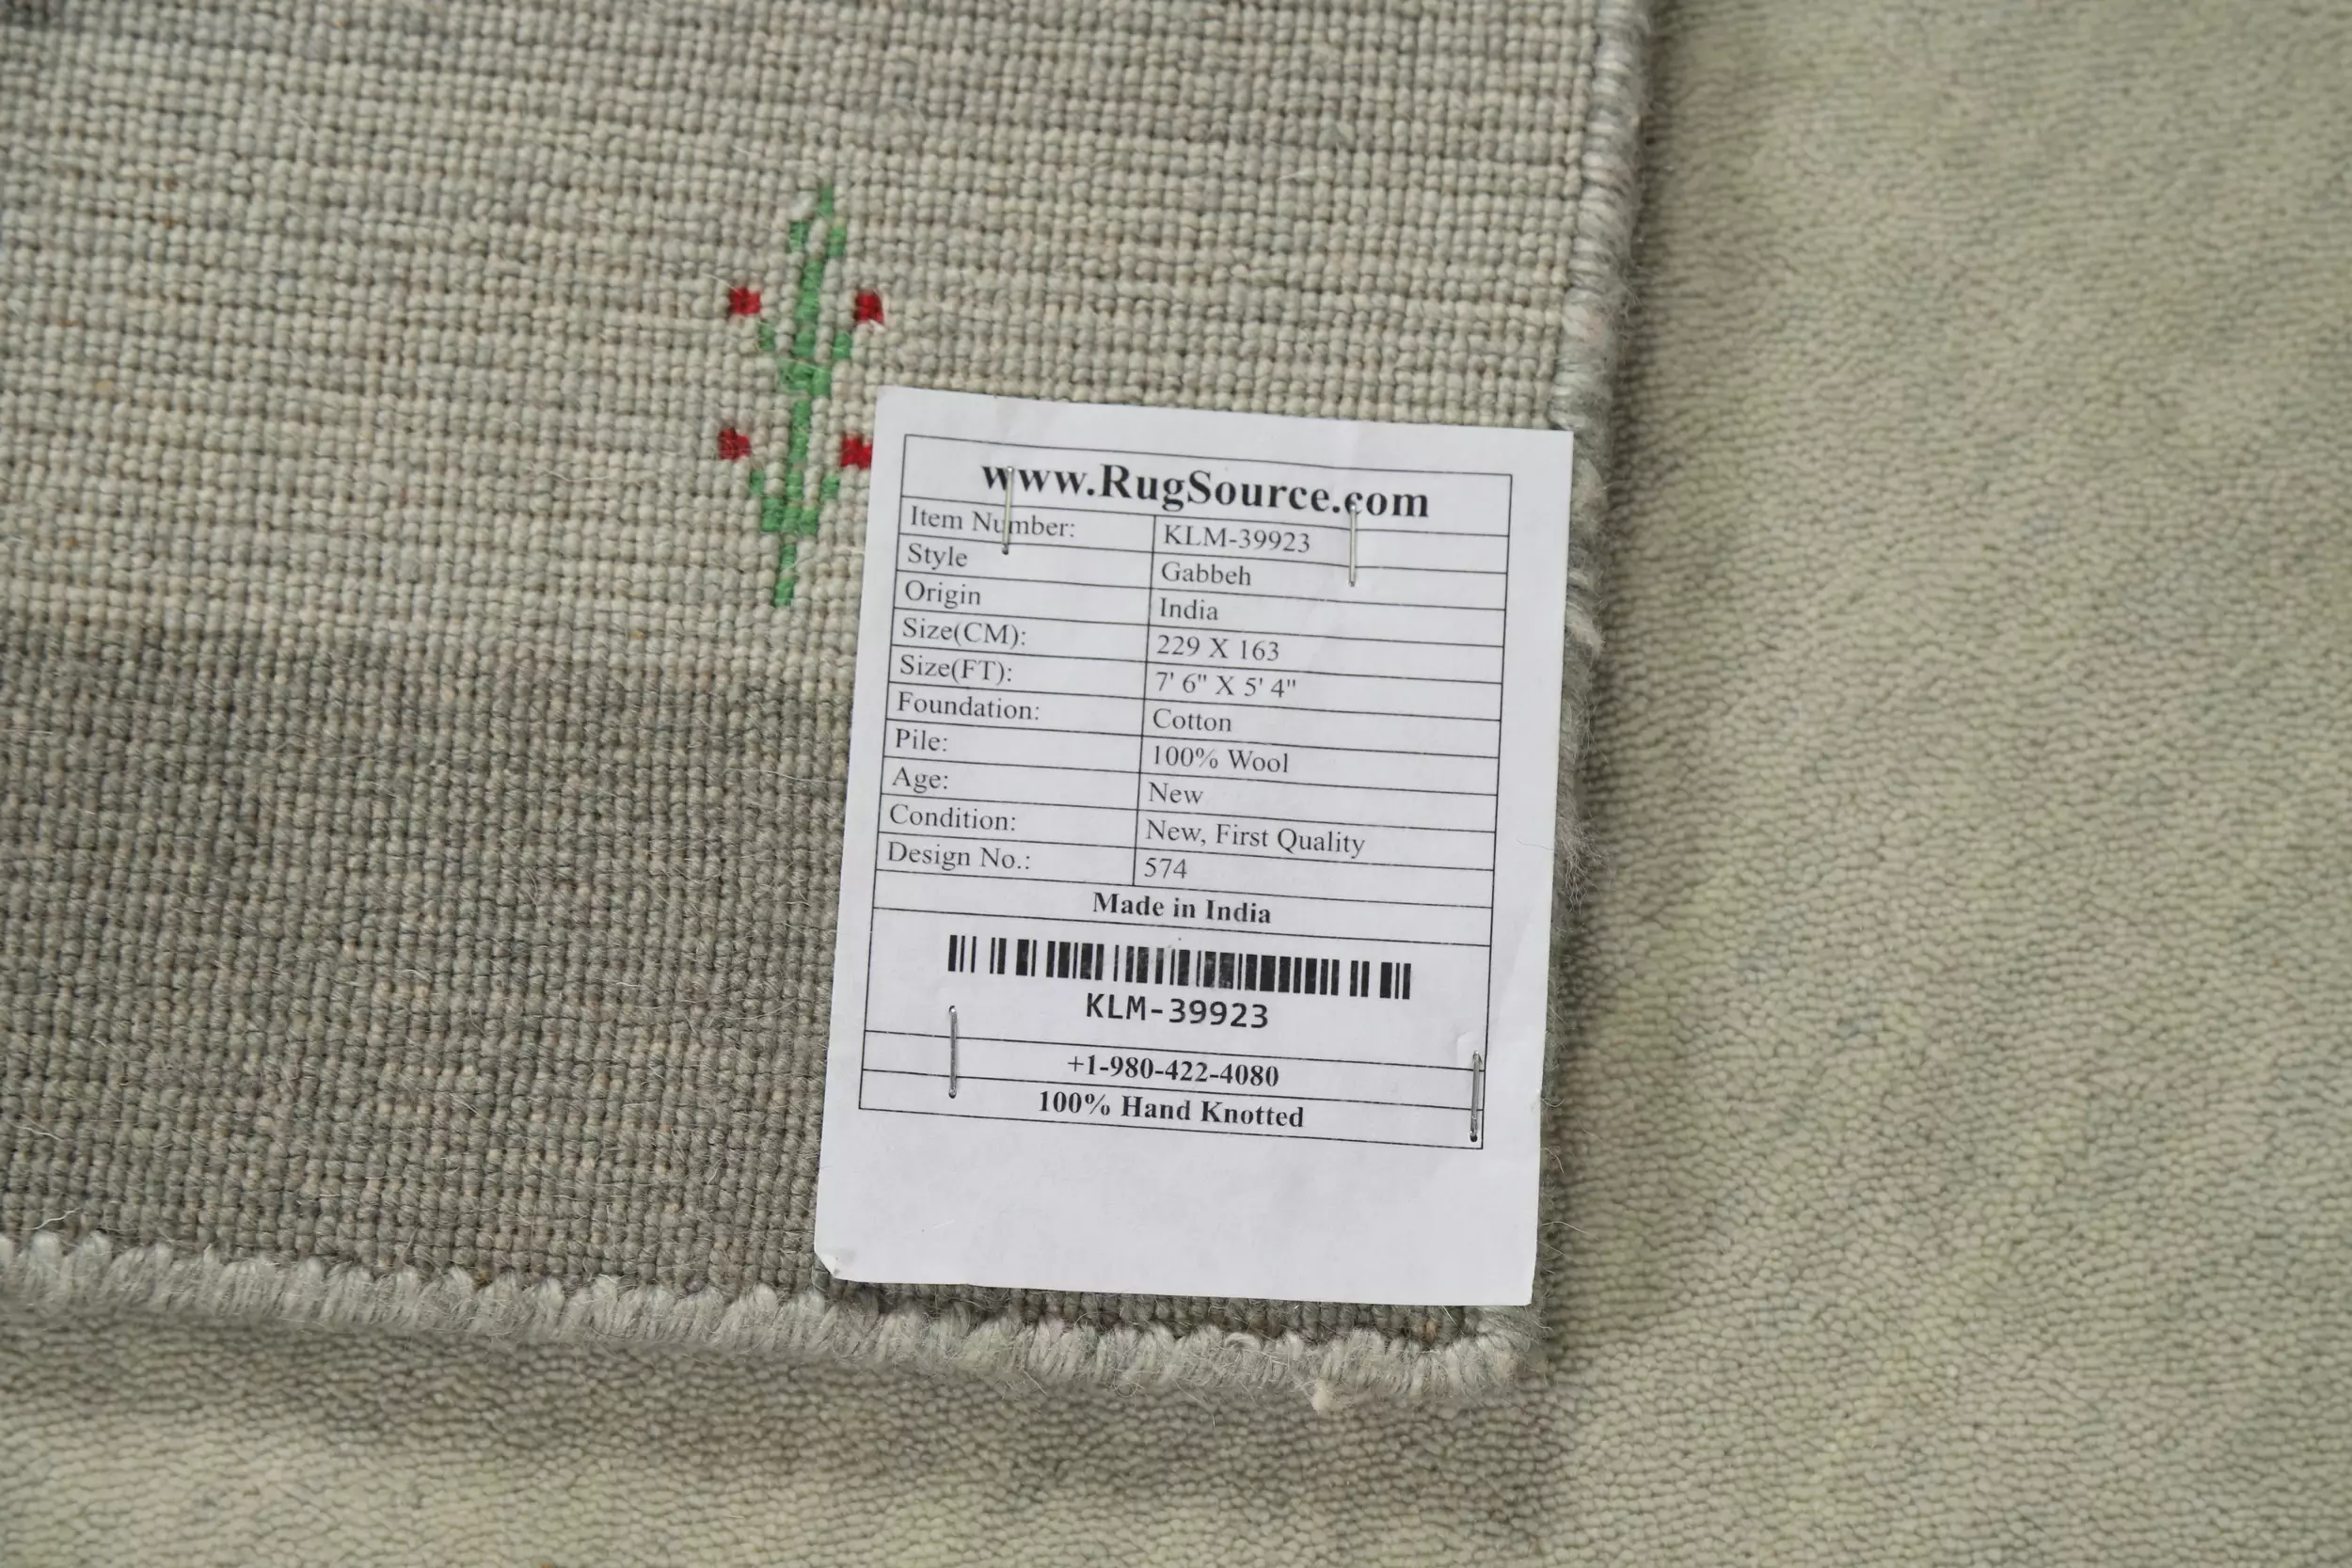 www.RugSource.com
Item Number: KLM-39923
Style Gabbeh
Origin India
Size(CM): 229 X 163
Size(FT): 7' 6" X 5' 4"
Foundation: Cotton
Pile: 100% Wool
Age: New
Condition: New, First Quality
Design No.: 574
Made in India
KLM-39923
+1-980-422-4080
100% Hand Knotted